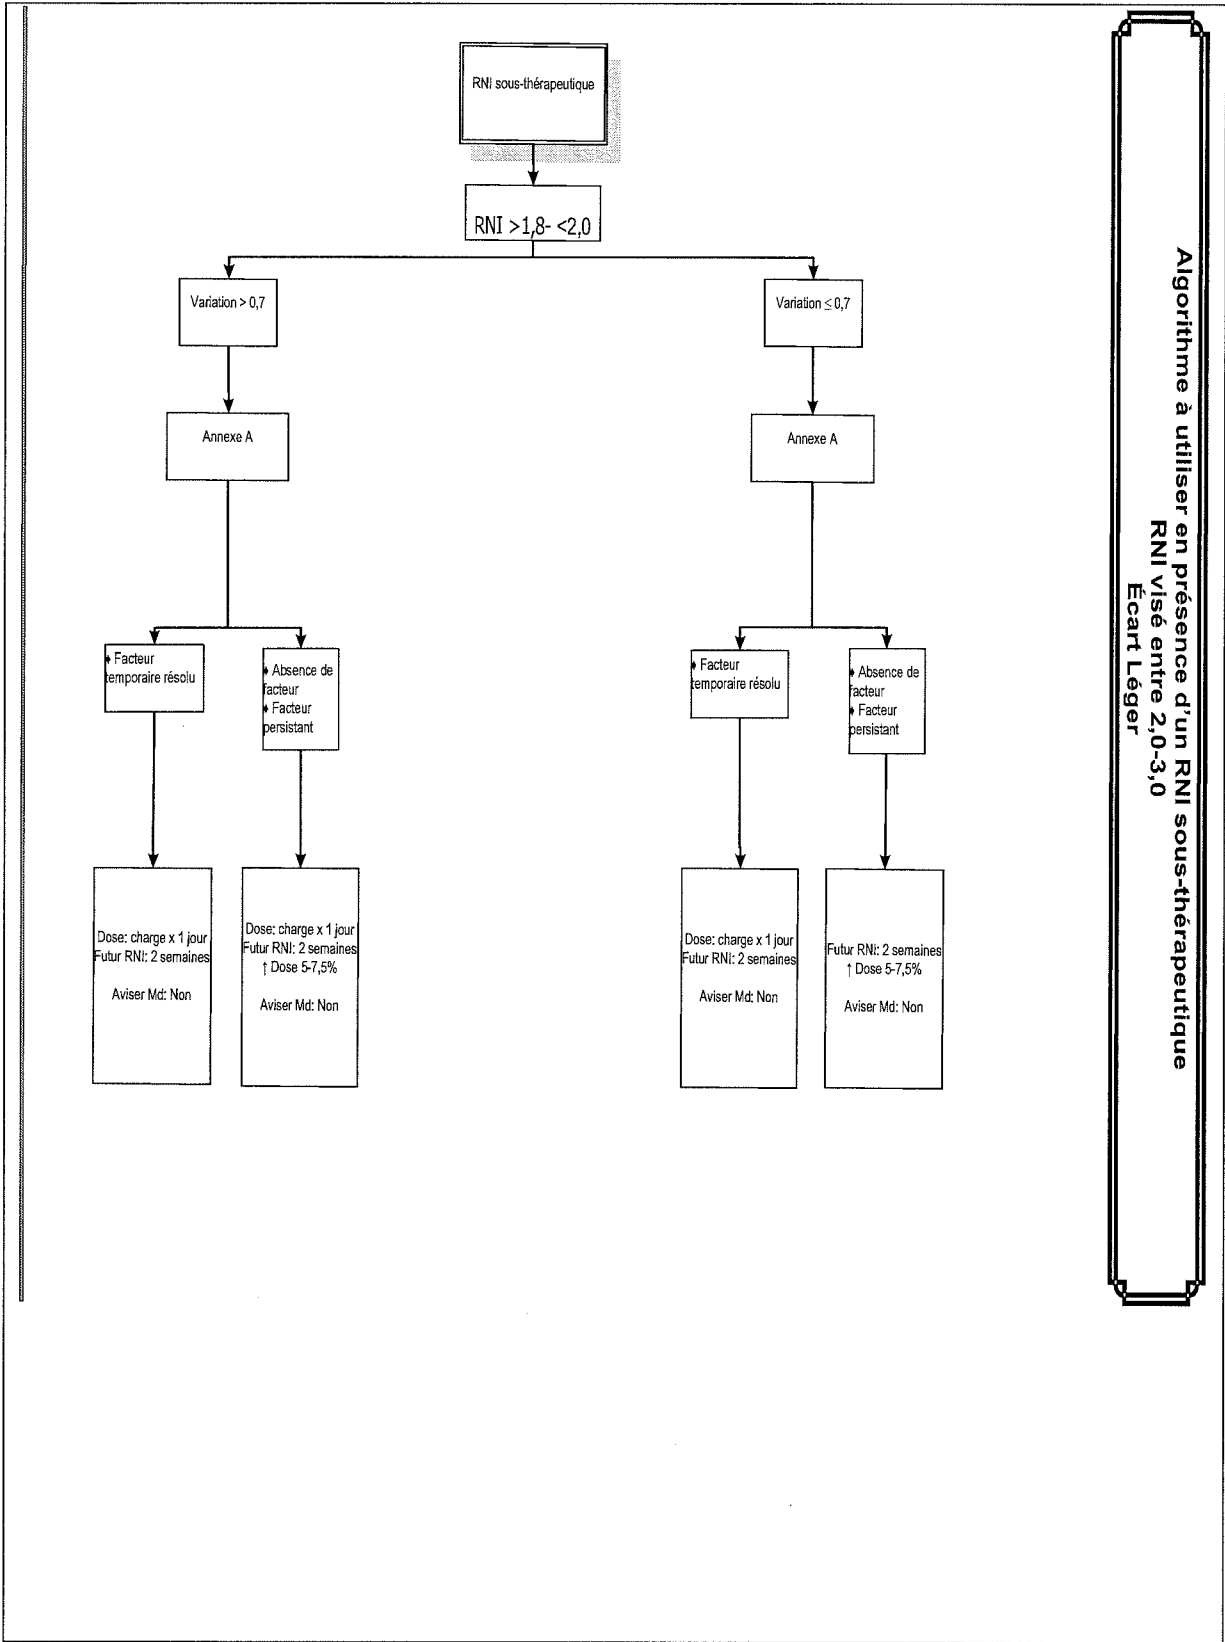 Algorithme à utiliser en présence d'un RNI sous-thérapeutique
RNI visé entre 2,0-3,0
Écart Léger
RNI sous-thérapeutique
RNI >1,8- <2,0
Variation > 0,7
Variation ≤ 0,7
Annexe A
Annexe A
♦ Facteur
temporaire résolu
♦ Absence de
facteur
♦ Facteur
persistant
♦ Facteur
temporaire résolu
♦ Absence de
facteur
♦ Facteur
persistant
Dose: charge x 1 jour
Futur RNI: 2 semaines
Aviser Md: Non
Dose: charge x 1 jour
Futur RNI: 2 semaines
↑ Dose 5-7,5%
Aviser Md: Non
Dose: charge x 1 jour
Futur RNI: 2 semaines
Aviser Md: Non
Futur RNI: 2 semaines
↑ Dose 5-7,5%
Aviser Md: Non